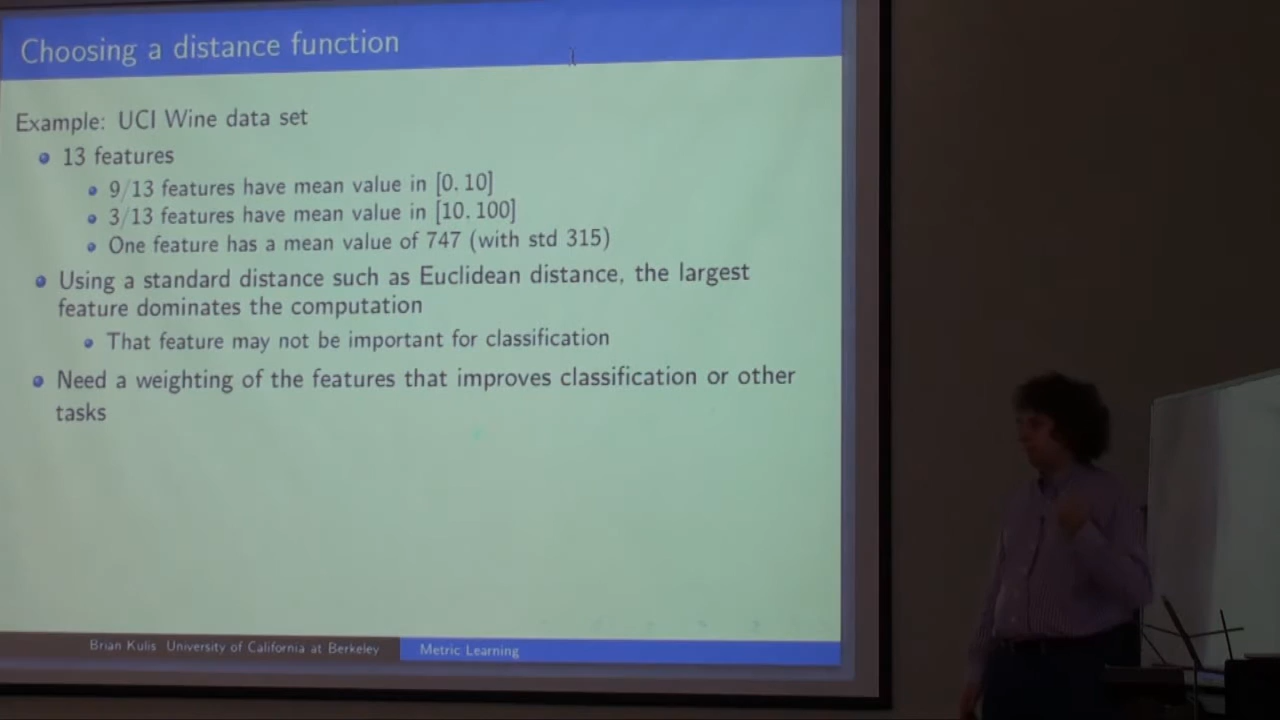 Choosing a distance function
Example: UCI Wine data set
13 features
9/13 features have mean value in [0, 10]
3/13 features have mean value in [10, 100]
One feature has a mean value of 747 (with std 315)
Using a standard distance such as Euclidean distance, the largest
feature dominates the computation
That feature may not be important for classification
Need a weighting of the features that improves classification or other
tasks
Brian Kulis University of California at Berkeley
Metric Learning